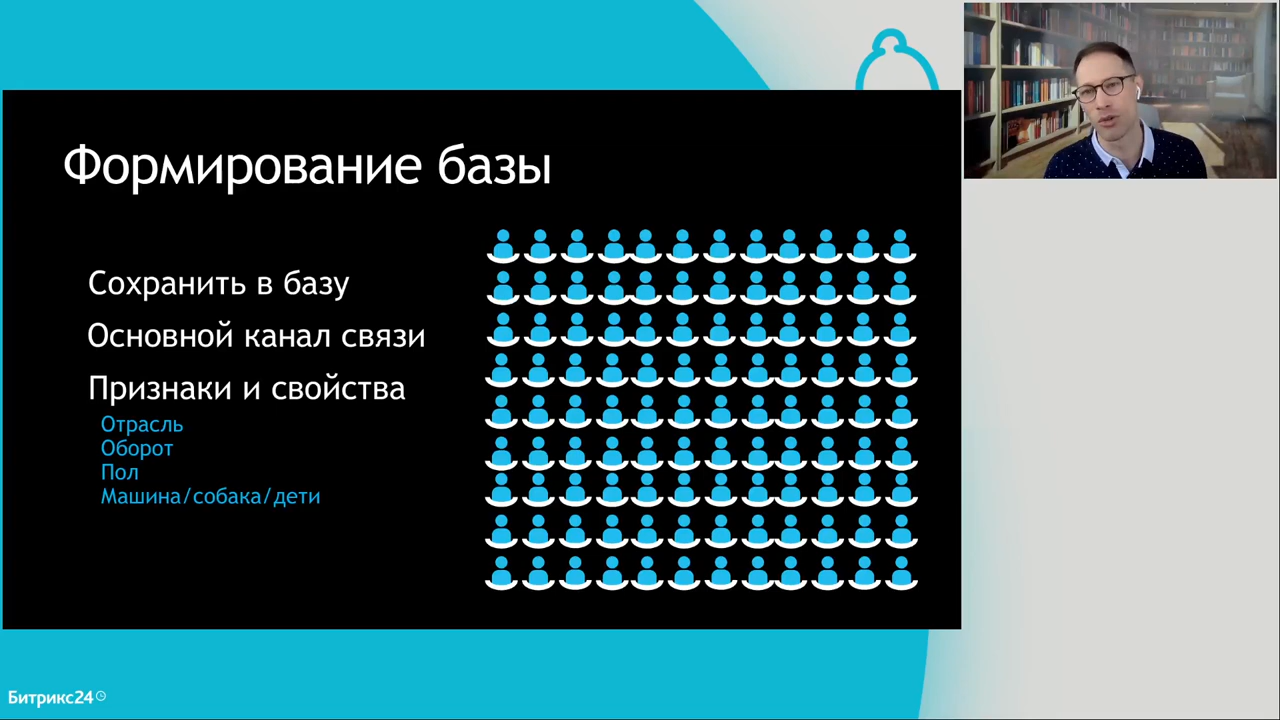 Формирование базы
Сохранить в базу
Основной канал связи
Признаки и свойства
Отрасль
Оборот
Пол
Машина/собака/дети
Битрикс24